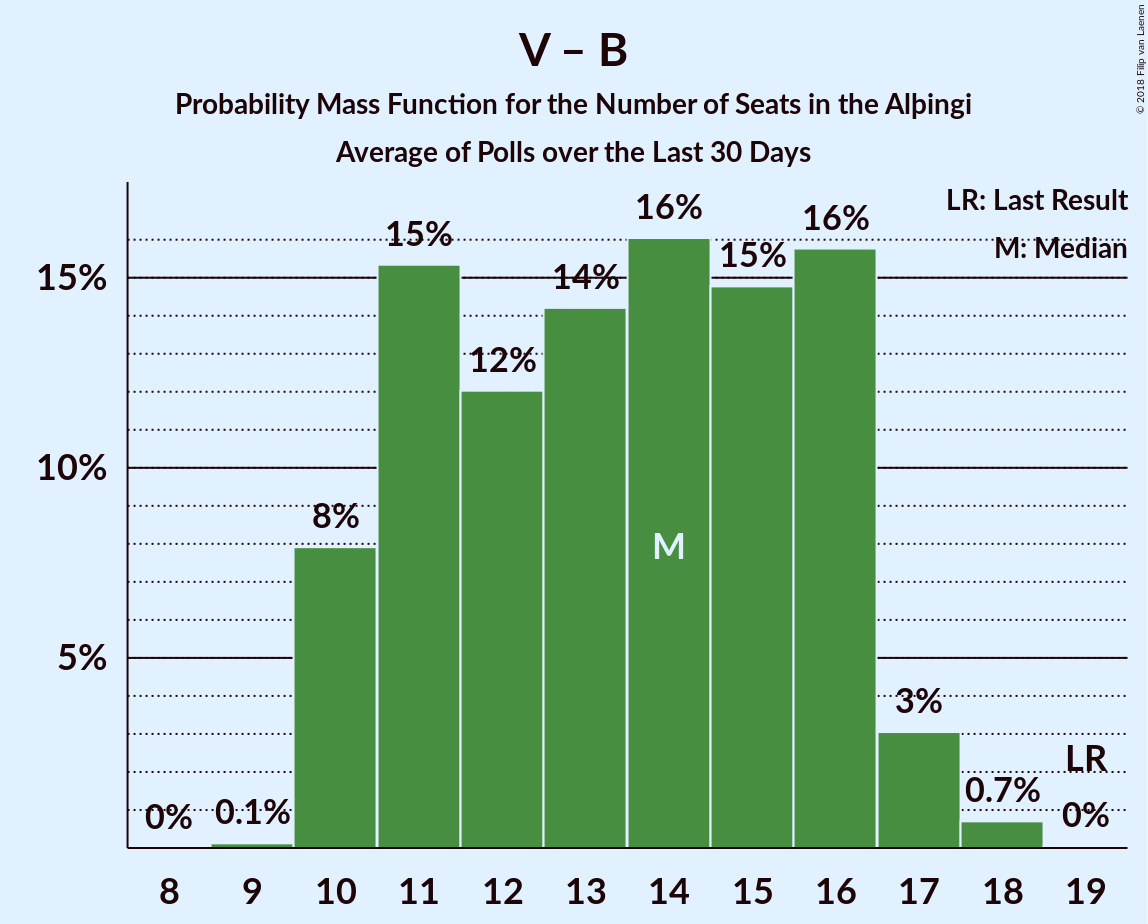 V – B
Probability Mass Function for the Number of Seats in the Alþingi
Average of Polls over the Last 30 Days
© 2018 Filip van Laenen
LR: Last Result
M: Median
15%
10%
5%
0%
0.1%
8%
15%
12%
14%
16%
15%
16%
3%
0.7%
0%
LR
M
8 9 10 11 12 13 14 15 16 17 18 19